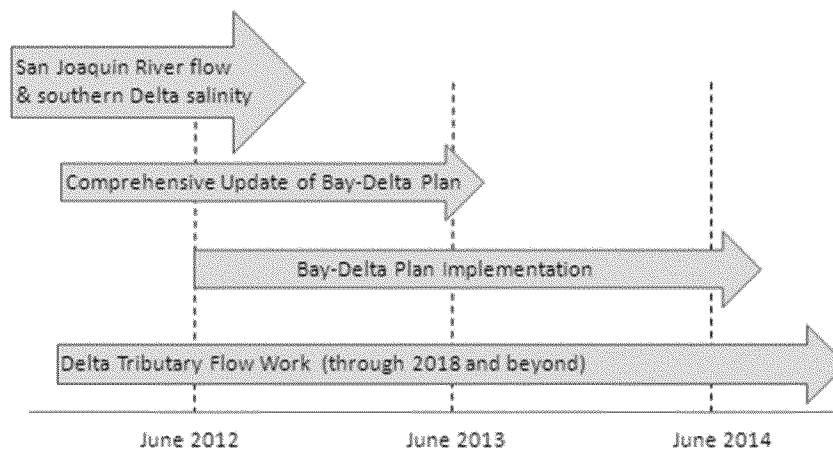 San Joaquin River flow
& southern Delta salinity
Comprehensive Update of Bay-Delta Plan
Bay-Delta Plan Implementation
Delta Tributary Flow Work (through 2018 and beyond)
June 2012
June 2013
June 2014